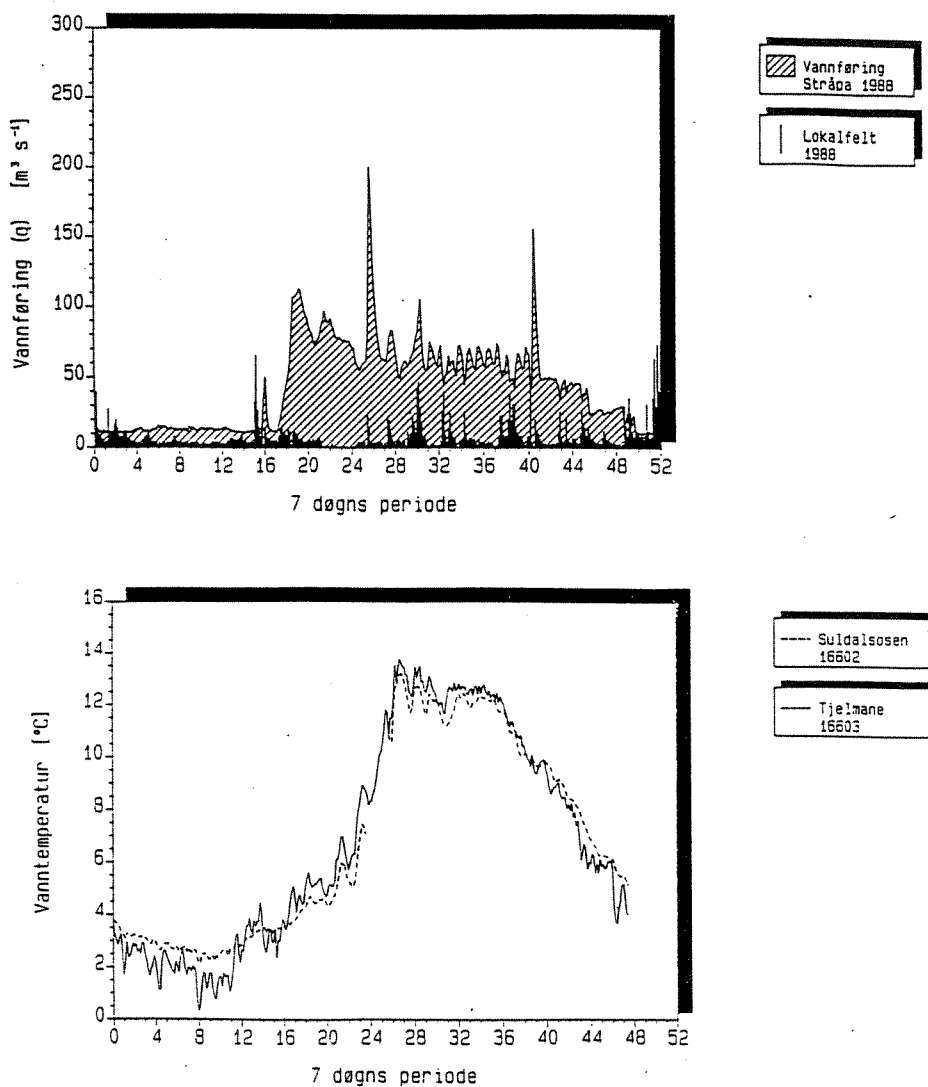 300
250
200
150
100
50
0
Vannføring (q) [m³ s⁻¹]
0 4 8 12 16 20 24 28 32 36 40 44 48 52
7 døgns periode
Vannføring
Stråpa 1988
Lokalfelt
1988
16
14
12
10
8
6
4
2
0
Vanntemperatur [°C]
0 4 8 12 16 20 24 28 32 36 40 44 48 52
7 døgns periode
Suldalsosen
16602
Tjelmane
16603